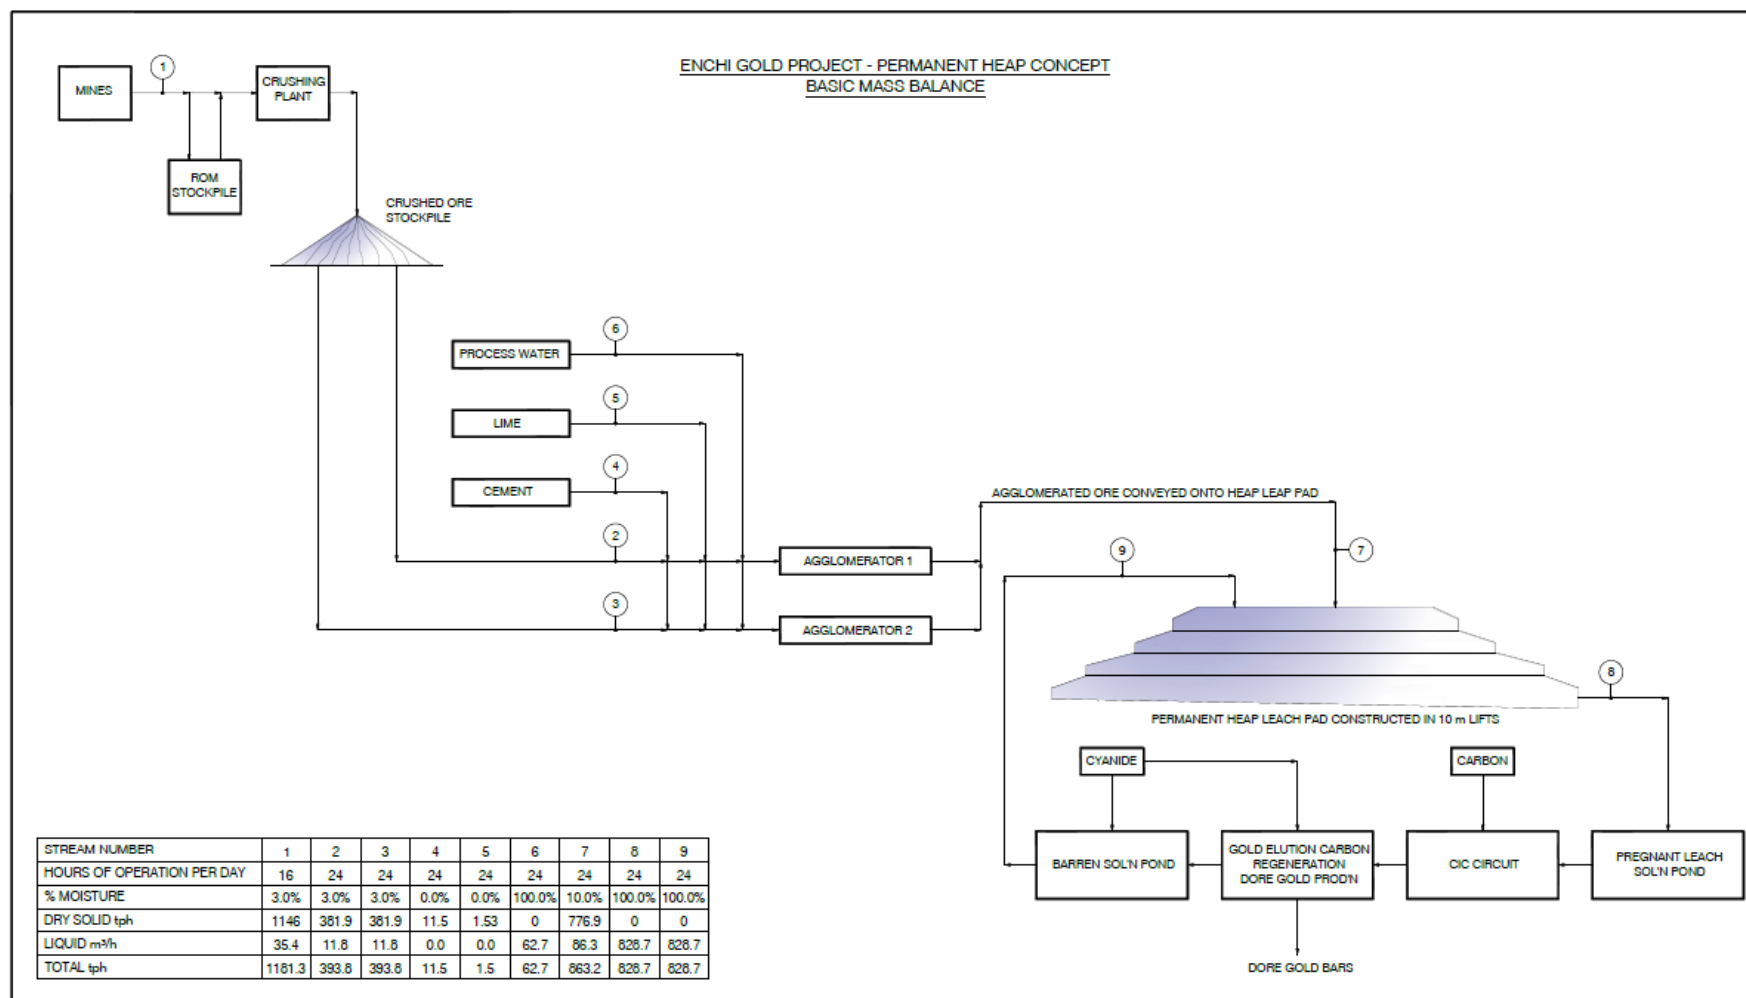 ENCHI GOLD PROJECT - PERMANENT HEAP CONCEPT
BASIC MASS BALANCE
1
MINES
CRUSHING
PLANT
ROM
STOCKPILE
CRUSHED ORE
STOCKPILE
6
PROCESS WATER
5
LIME
4
CEMENT
2
3
AGGLOMERATOR 1
AGGLOMERATOR 2
AGGLOMERATED ORE CONVEYED ONTO HEAP LEAP PAD
9
7
8
PERMANENT HEAP LEACH PAD CONSTRUCTED IN 10 m LIFTS
CYANIDE
CARBON
BARREN SOL'N POND
GOLD ELUTION CARBON
REGENERATION
DORE GOLD PROD'N
CIC CIRCUIT
PREGNANT LEACH
SOL'N POND
DORE GOLD BARS
STREAM NUMBER 1 2 3 4 5 6 7 8 9
HOURS OF OPERATION PER DAY 16 24 24 24 24 24 24 24 24
% MOISTURE 3.0% 3.0% 3.0% 0.0% 0.0% 100.0% 10.0% 100.0% 100.0%
DRY SOLID tph 1146 381.9 381.9 11.5 1.53 0 776.9 0 0
LIQUID m³/h 35.4 11.8 11.8 0.0 0.0 62.7 86.3 828.7 828.7
TOTAL tph 1181.3 393.8 393.8 11.5 1.5 62.7 863.2 828.7 828.7